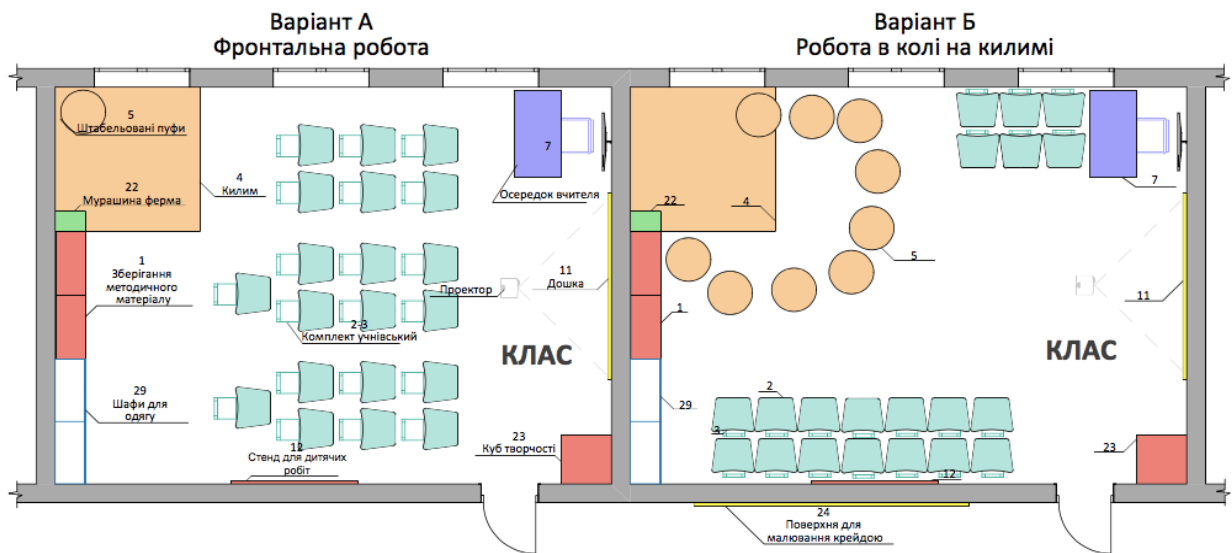 Варіант А
Фронтальна робота
5
Штабельовані пуфи
22
Мурашина ферма
4
Килим
7
Осередок вчителя
1
Зберігання
методичного
матеріалу
Проектор
11
Дошка
2-3
Комплект учнівський
КЛАС
29
Шафи для
одягу
12
Стенд для дитячих
робіт
23
Куб творчості
Варіант Б
Робота в колі на килимі
7
22
4
5
11
1
КЛАС
2
29
3
23
12
24
Поверхня для
малювання крейдою